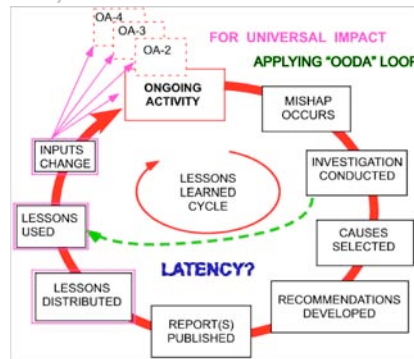 OA-4
OA-3
OA-2
FOR UNIVERSAL IMPACT
APPLYING "OODA" LOOP
ONGOING
ACTIVITY
MISHAP
OCCURS
INPUTS
CHANGE
INVESTIGATION
CONDUCTED
LESSONS
LEARNED
CYCLE
LESSONS
USED
CAUSES
SELECTED
LATENCY?
LESSONS
DISTRIBUTED
RECOMMENDATIONS
DEVELOPED
REPORT(S)
PUBLISHED